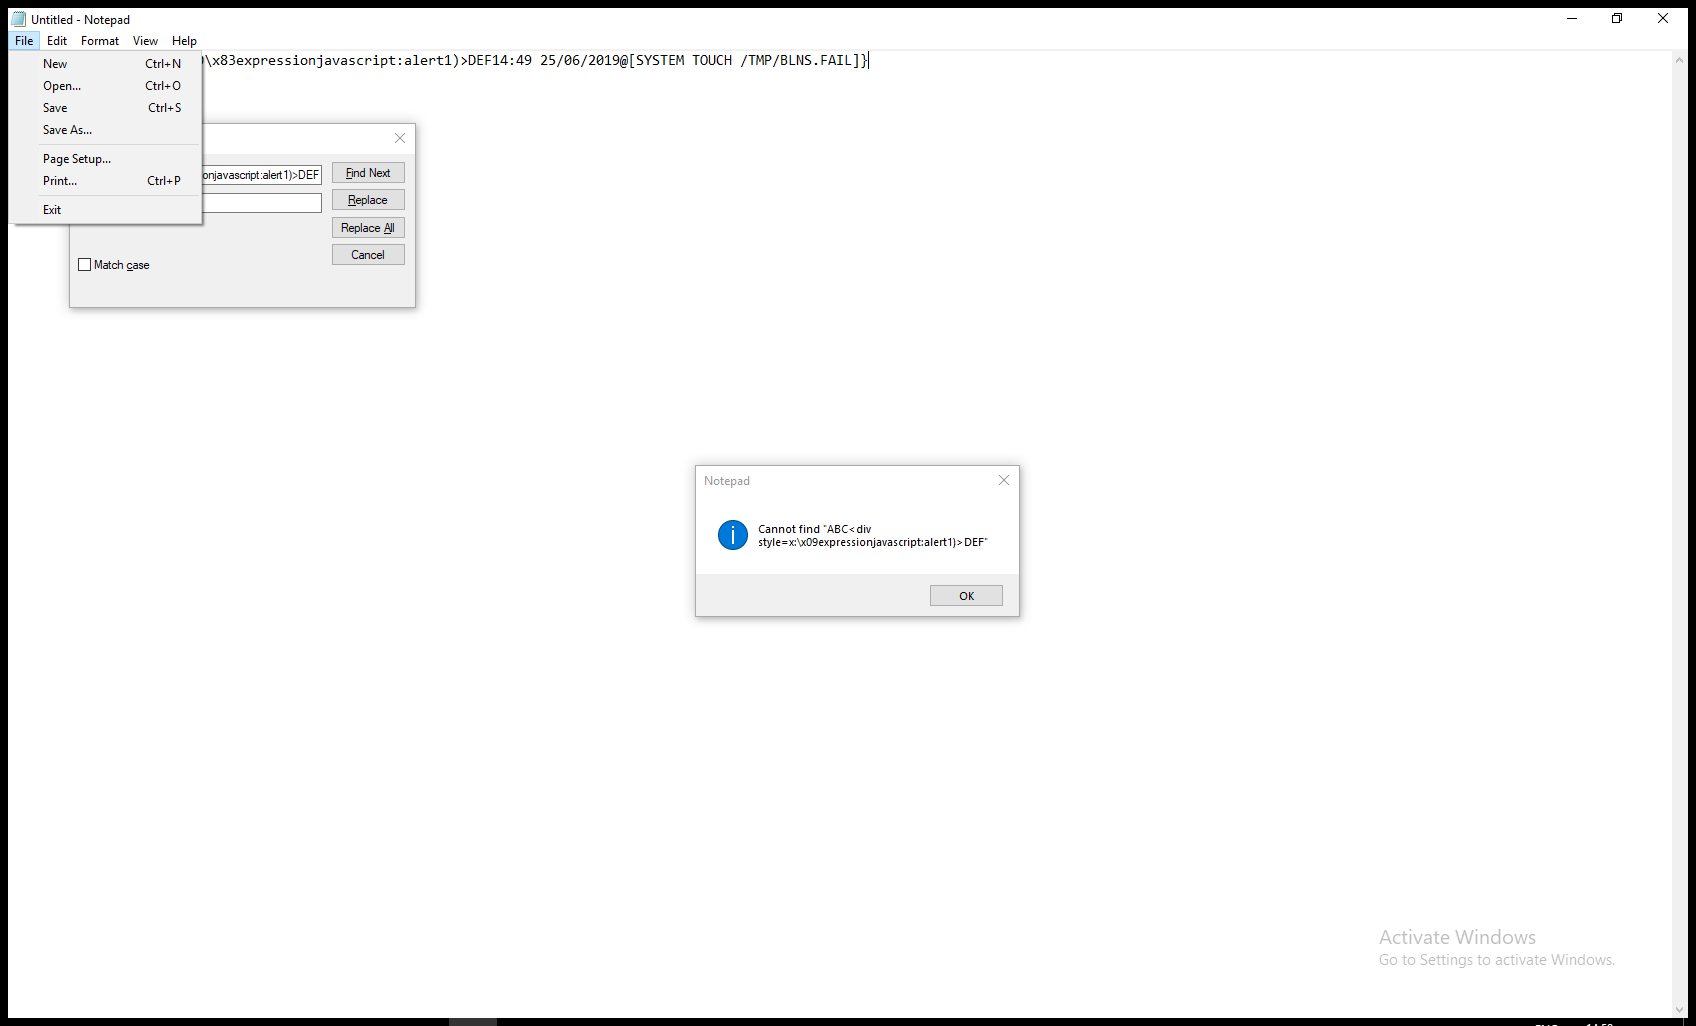 Untitled - Notepad
File Edit Format View Help
\x83expressionjavascript:alert1)>DEF14:49 25/06/2019@[SYSTEM TOUCH /TMP/BLNS.FAIL]}
New Ctrl+N
Open... Ctrl+O
Save Ctrl+S
Save As...
Page Setup...
Print... Ctrl+P
Exit
onjavascript:alert1)>DEF
Find Next
Replace
Replace All
Cancel
Match case
Notepad
Cannot find "ABC<div
style=x:\x09expressionjavascript:alert1)>DEF"
OK
Activate Windows
Go to Settings to activate Windows.